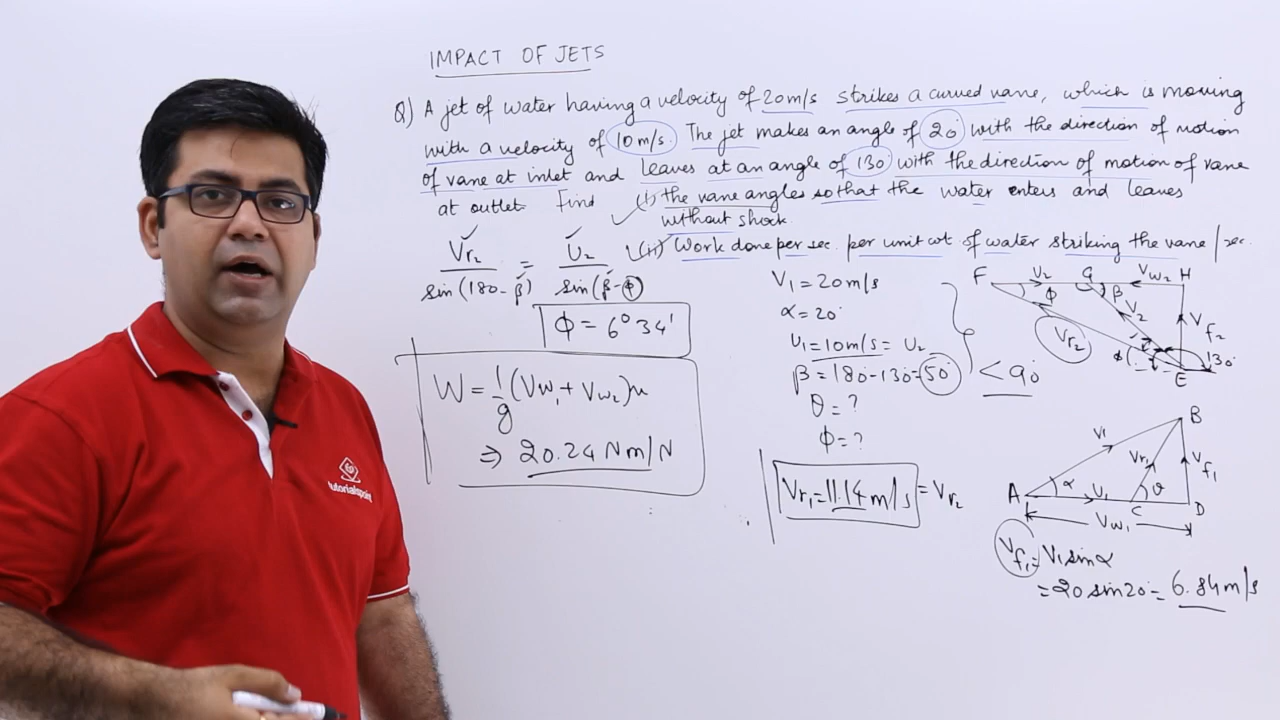 IMPACT OF JETS
Q) A jet of water having a velocity of 20m/s strikes a curved vane, which is moving
with a velocity of 10m/s. The jet makes an angle of 20° with the direction of motion
of vane at inlet and leaves at an angle of 130° with the direction of motion of vane
at outlet. Find (i) the vane angles so that the water enters and leaves
without shock.
(ii) Work done per sec. per unit wt of water striking the vane/sec.
Vr2 / sin(180-β) = U2 / sin(β-φ)
φ = 6°34'
W = 1/g (Vw1 + Vw2)u
⇒ 20.24 Nm/N
V1 = 20m/s
α = 20°
U1 = 10m/s = U2
β = 180°-130° = 50° < 90°
θ = ?
φ = ?
Vr1 = 11.14m/s = Vr2
F U2 G Vw2 H
φ β V2 Vf2
Vr2 130°
E
B
V1 Vr1 Vf1
A α U1 C θ D
Vw1
Vf1 = V1 sinα
= 20 sin20° = 6.84m/s
tutorialspoint